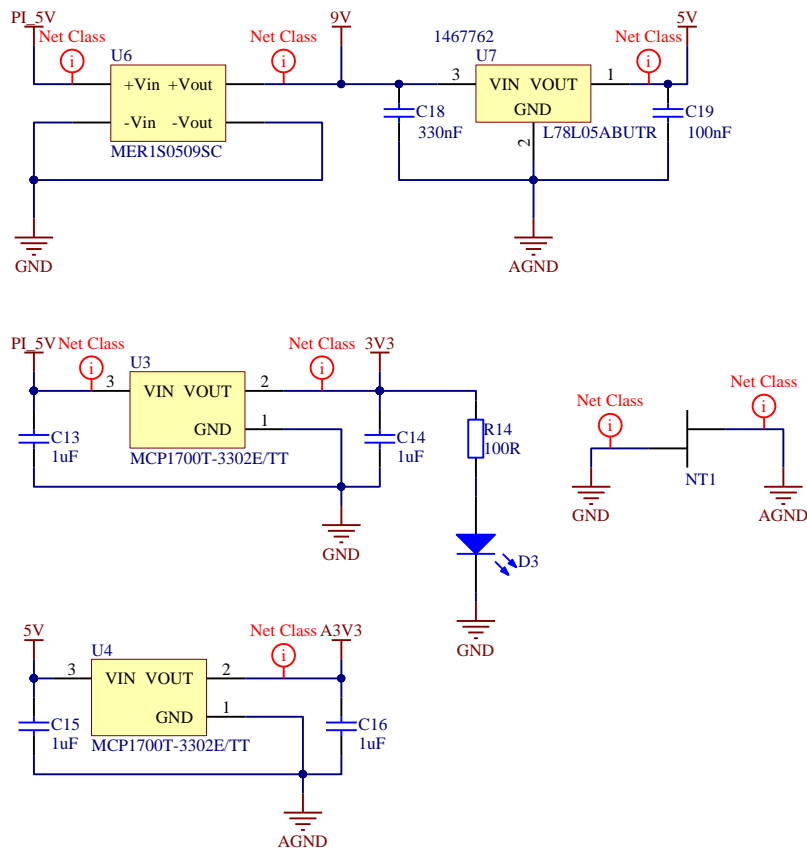 PI_5V
Net Class
i
U6
+Vin +Vout
-Vin -Vout
MER1S0509SC
GND
Net Class
i
9V
C18
330nF
1467762
U7
3
VIN VOUT
GND
1
2
L78L05ABUTR
Net Class
i
5V
C19
100nF
AGND
PI_5V
Net Class
i
U3
3
VIN VOUT
GND
2
1
MCP1700T-3302E/TT
C13
1uF
Net Class
i
3V3
C14
1uF
GND
R14
100R
D3
GND
Net Class
i
GND
NT1
Net Class
i
AGND
5V
U4
3
VIN VOUT
GND
2
1
MCP1700T-3302E/TT
C15
1uF
Net Class
i
A3V3
C16
1uF
AGND